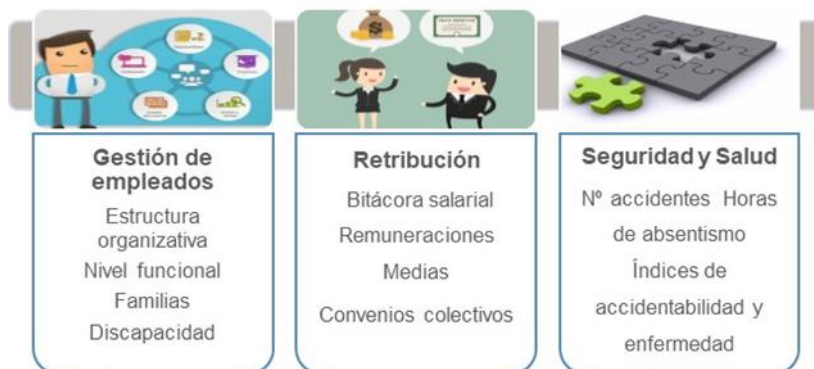 Gestión de
empleados
Estructura
organizativa
Nivel funcional
Familias
Discapacidad
Retribución
Bitácora salarial
Remuneraciones
Medias
Convenios colectivos
Seguridad y Salud
Nº accidentes Horas
de absentismo
Índices de
accidentabilidad y
enfermedad